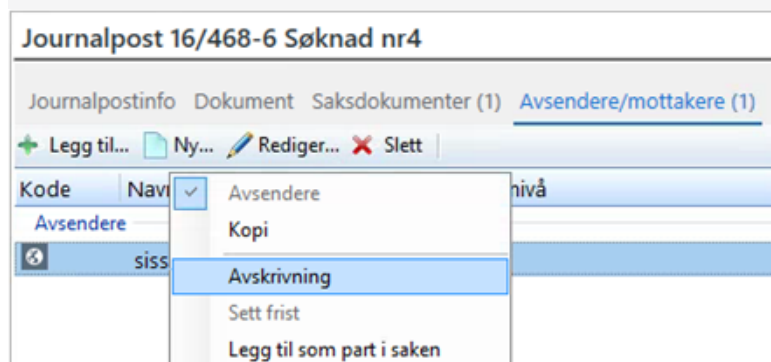 Journalpost 16/468-6 Søknad nr4
Journalpostinfo Dokument Saksdokumenter (1) Avsendere/mottakere (1)
Legg til... Ny... Rediger... Slett
Kode
Avsendere
Avsendere
Kopi
Avskrivning
Sett frist
Legg til som part i saken